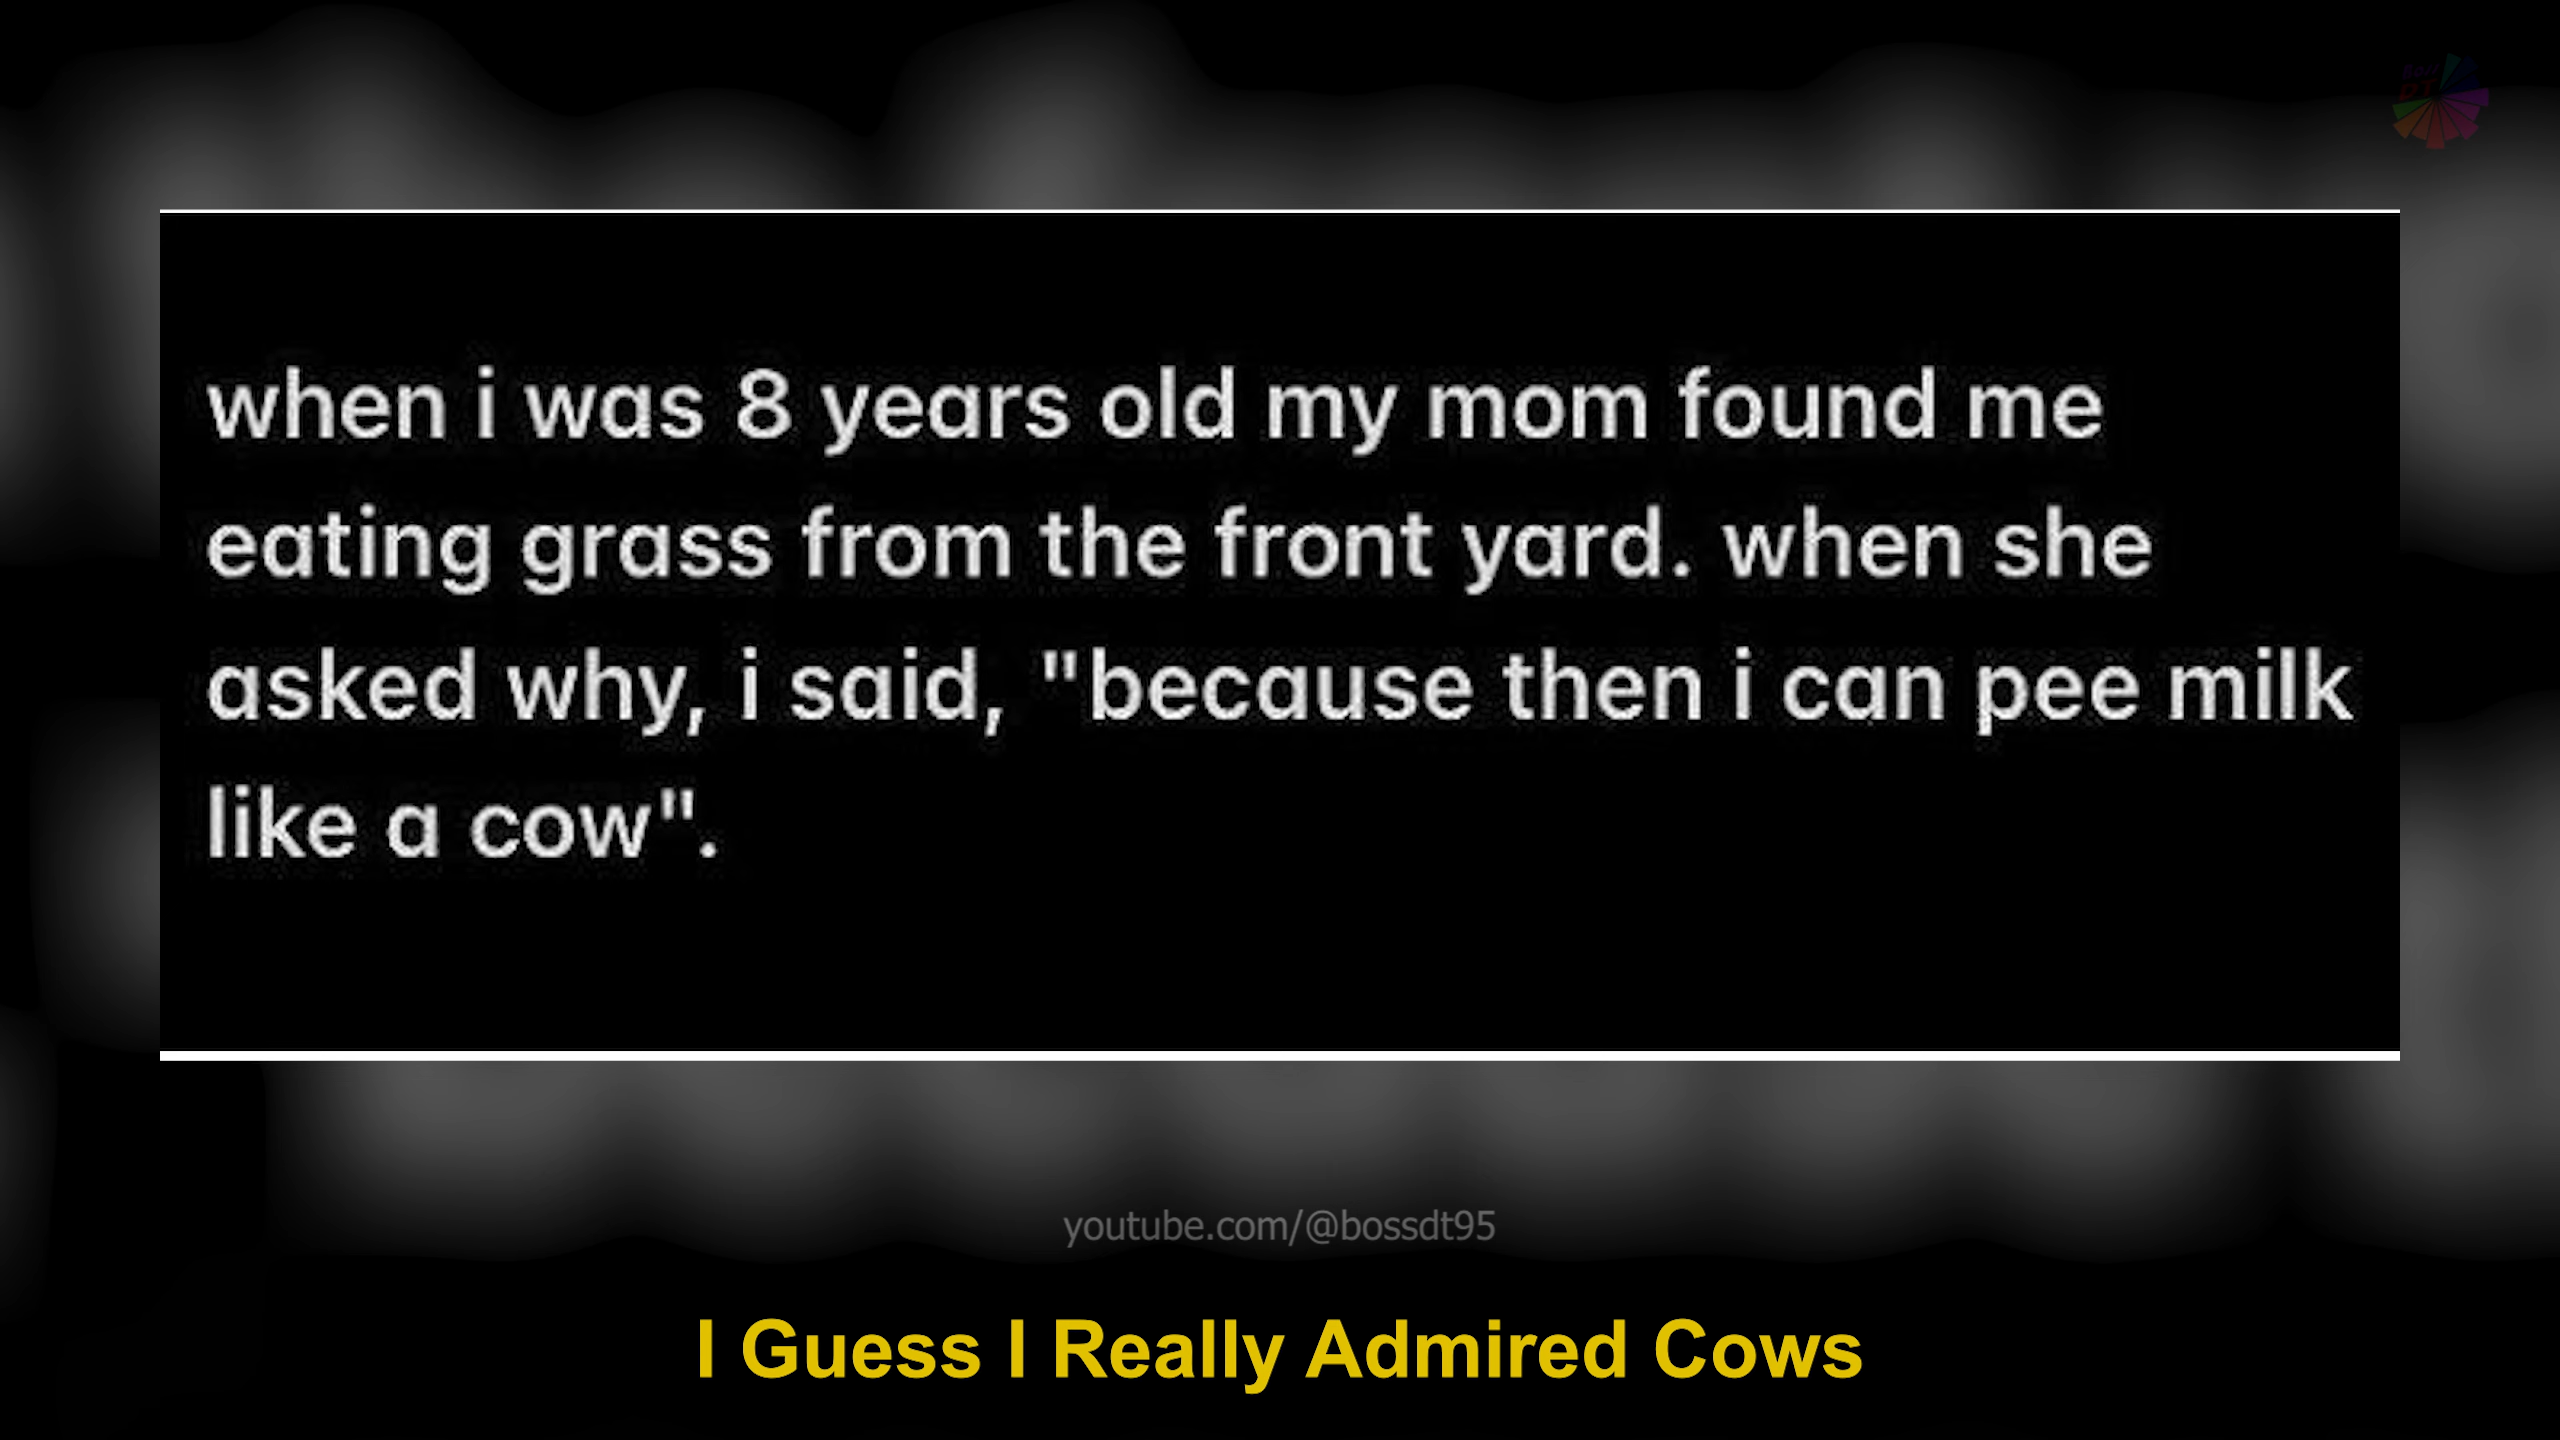 when i was 8 years old my mom found me
eating grass from the front yard. when she
asked why, i said, "because then i can pee milk
like a cow".
youtube.com/@bossdt95
I Guess I Really Admired Cows